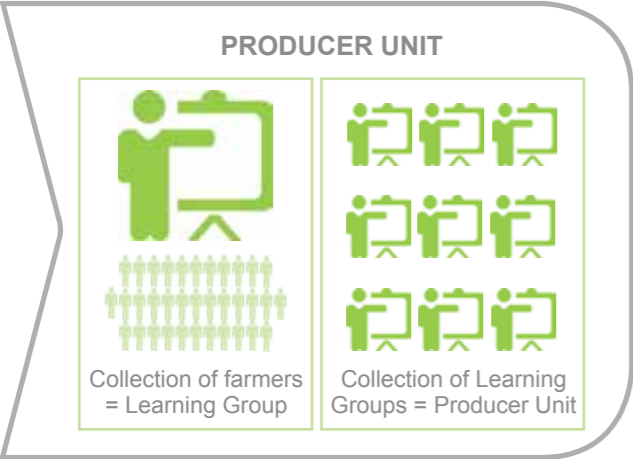 PRODUCER UNIT
Collection of farmers
= Learning Group
Collection of Learning
Groups = Producer Unit